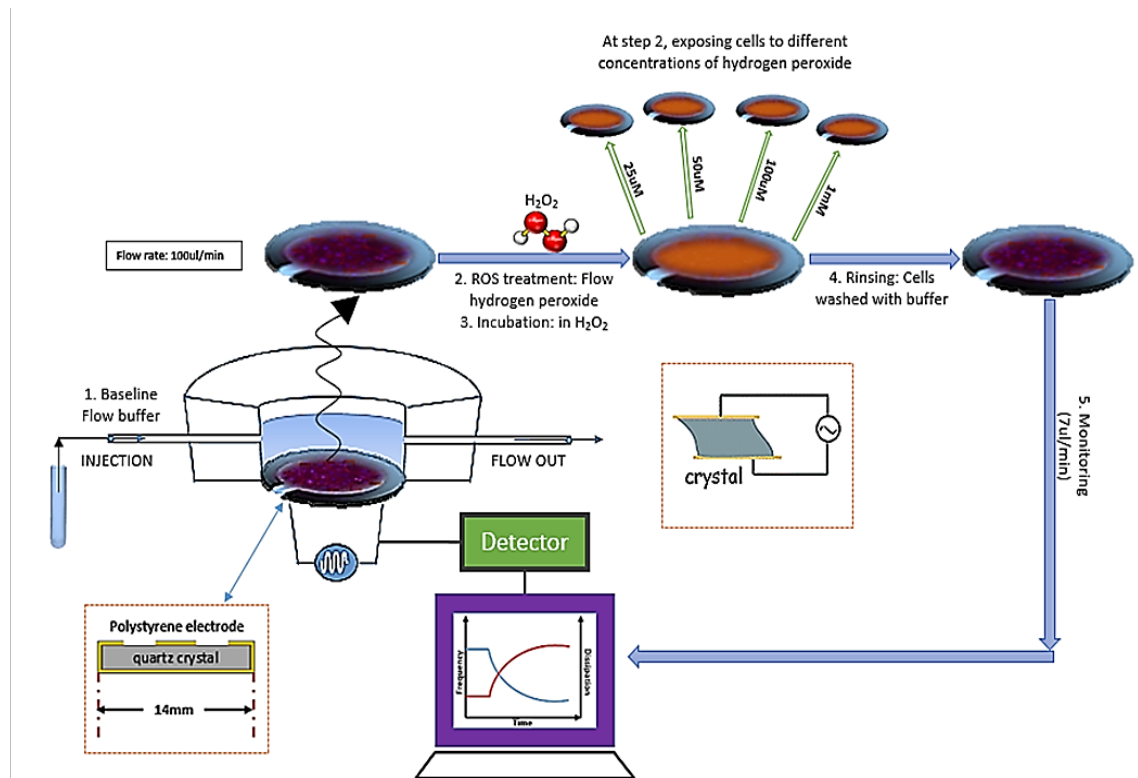 At step 2, exposing cells to different
concentrations of hydrogen peroxide
25uM
50uM
100uM
1mM
H₂O₂
Flow rate: 100ul/min
2. ROS treatment: Flow
hydrogen peroxide
3. Incubation: in H₂O₂
4. Rinsing: Cells
washed with buffer
1. Baseline
Flow buffer
INJECTION
FLOW OUT
crystal
5. Monitoring
(7ul/min)
Detector
Polystyrene electrode
quartz crystal
14mm
Frequency
Dissipation
Time